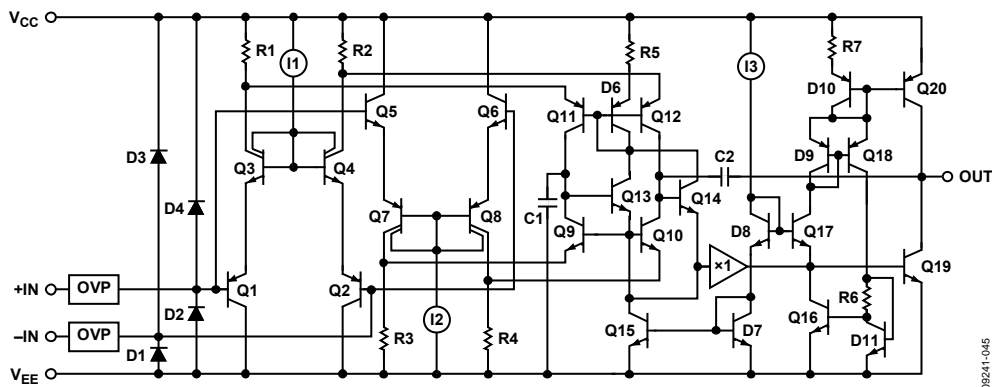 VCC
R1
I1
R2
R5
I3
R7
D6
D10
Q20
Q5
Q6
Q11
Q12
D3
Q3
Q4
D9
Q18
C2
OUT
D4
Q13
Q14
C1
Q7
Q8
Q9
Q10
D8
Q17
×1
Q19
+IN
OVP
Q1
Q2
D2
R6
–IN
OVP
I2
R3
R4
Q15
D7
Q16
D11
D1
VEE
09241-045